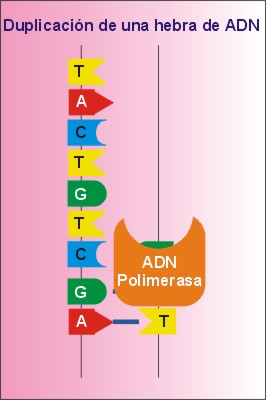 Duplicación de una hebra de ADN
T
A
C
T
G
T
C
ADN
Polimerasa
G
A T